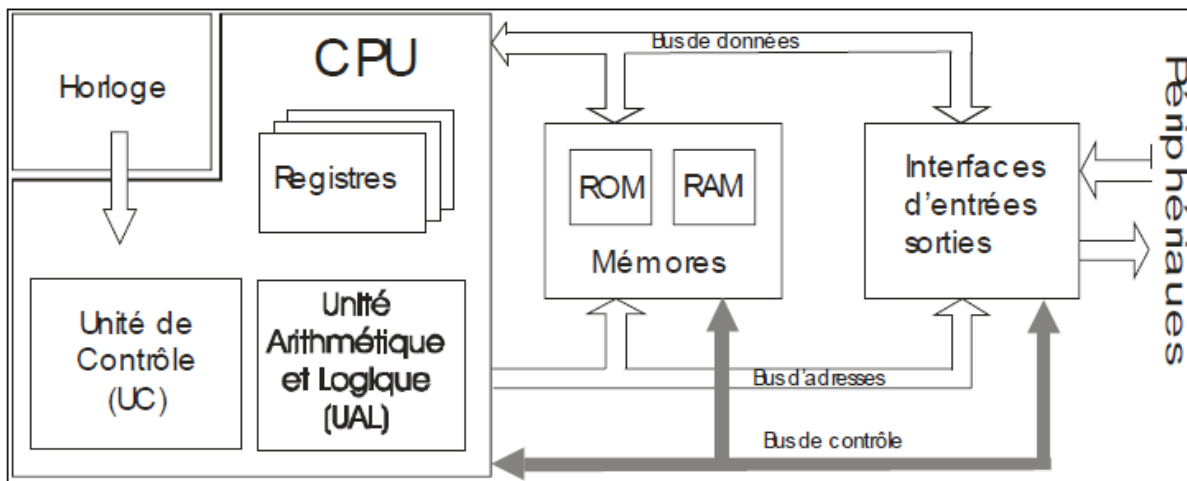 Horloge
CPU
Registres
Unité de
Contrôle
(UC)
Unité
Arithmétique
et Logique
(UAL)
Bus de données
ROM
RAM
Mémores
Interfaces
d'entrées
sorties
Bus d'adresses
Bus de contrôle
Périphériaues